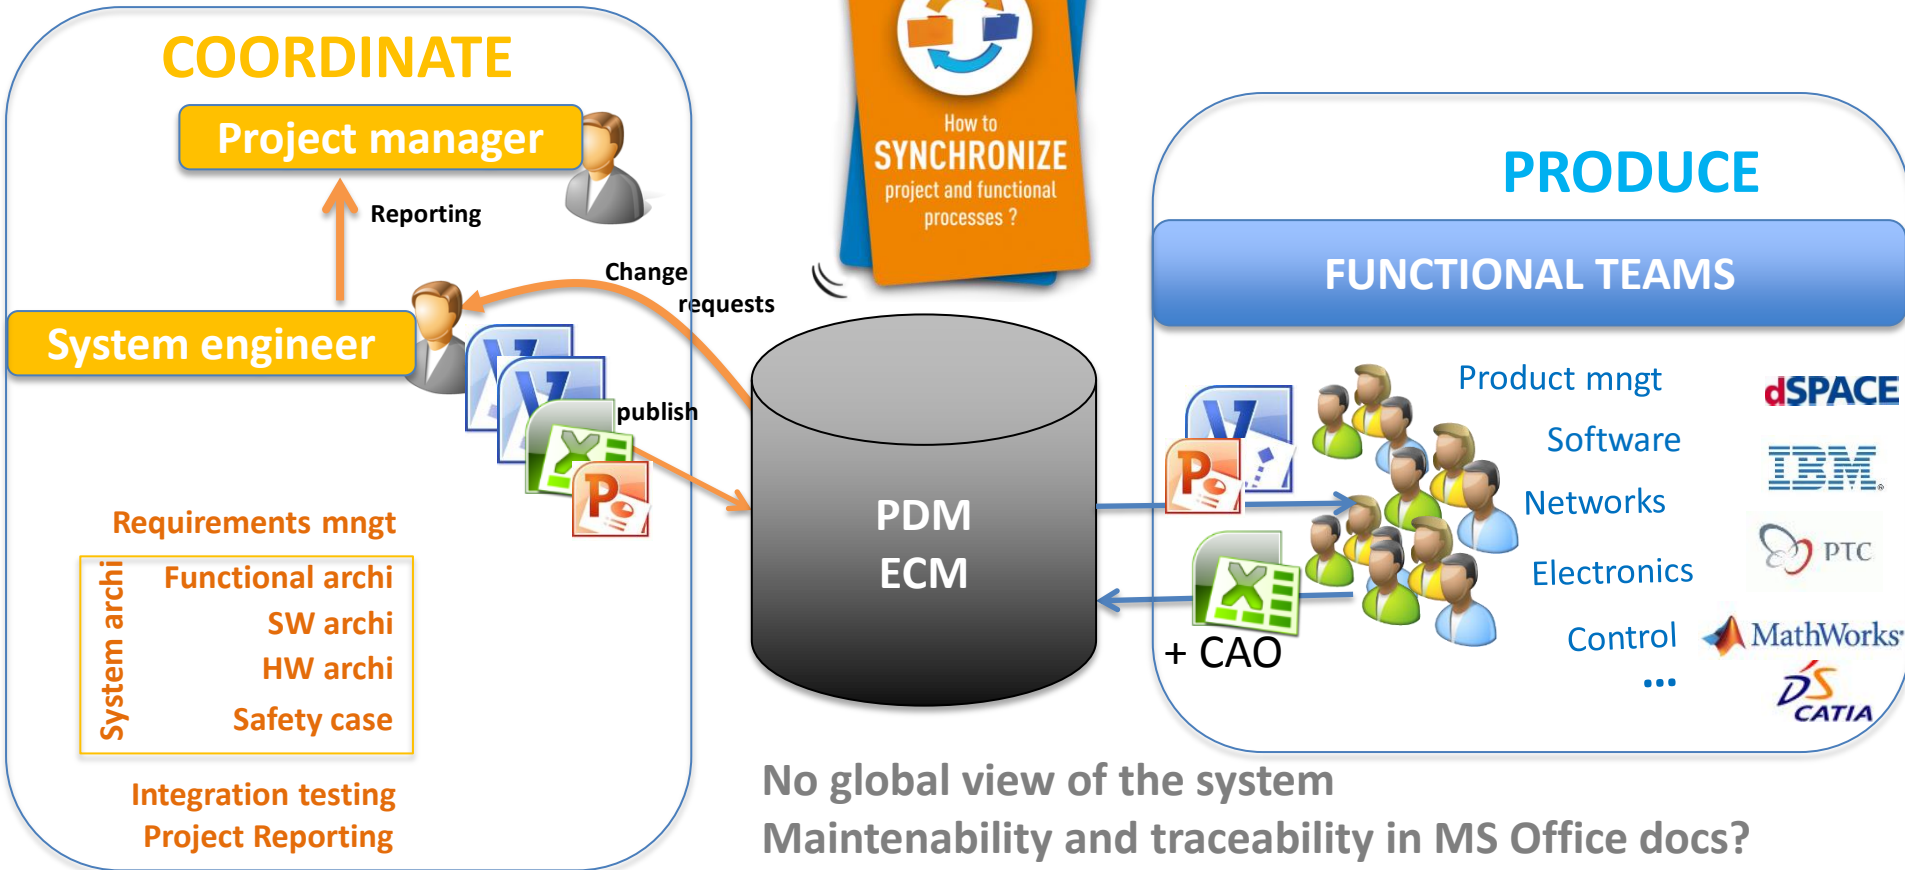 COORDINATE
Project manager
Reporting
System engineer
Change
requests
publish
Requirements mngt
System archi
Functional archi
SW archi
HW archi
Safety case
Integration testing
Project Reporting
How to
SYNCHRONIZE
project and functional
processes ?
PDM
ECM
PRODUCE
FUNCTIONAL TEAMS
Product mngt
Software
Networks
Electronics
Control
...
+ CAO
dSPACE
IBM
PTC
MathWorks
DS
CATIA
No global view of the system
Maintenability and traceability in MS Office docs?